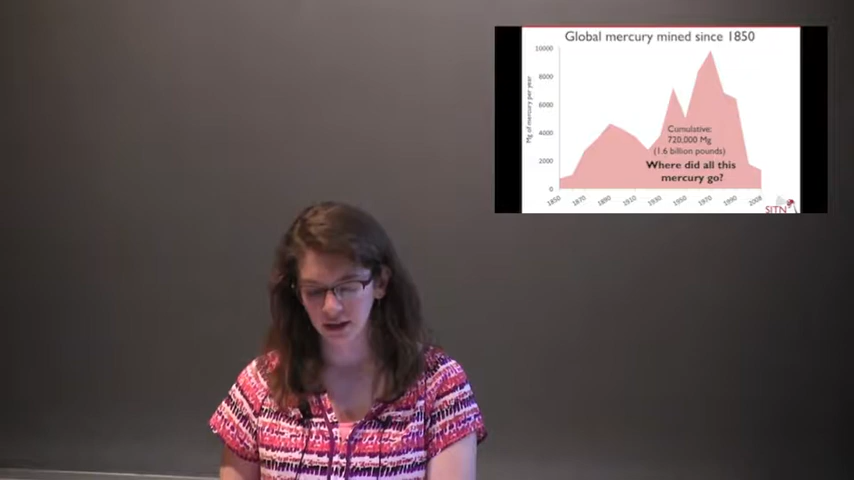 Global mercury mined since 1850
10000
8000
6000
4000
2000
0
Mg of mercury per year
Cumulative:
720,000 Mg
(1.6 billion pounds)
Where did all this
mercury go?
1850
1870
1890
1910
1930
1950
1970
1990
2008
SITN